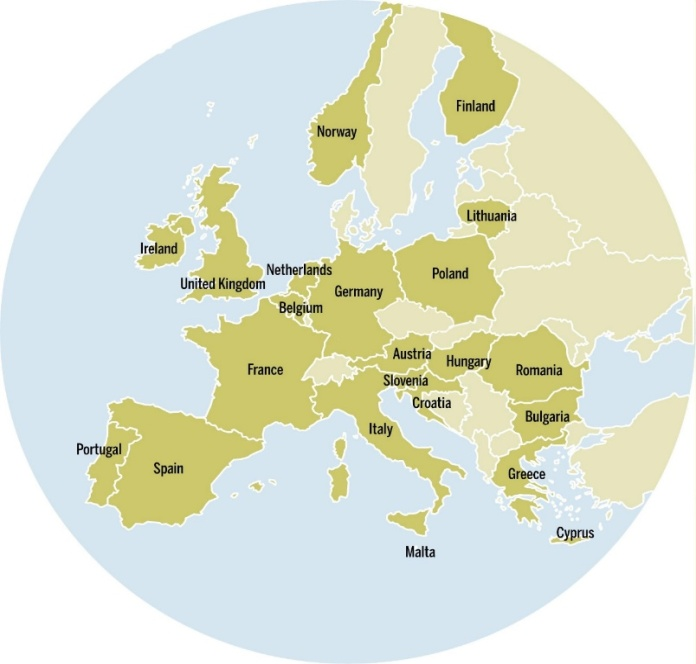 Finland
Norway
Lithuania
Ireland
Netherlands
Poland
United Kingdom
Germany
Belgium
Austria
Hungary
France
Romania
Slovenia
Croatia
Bulgaria
Italy
Portugal
Spain
Greece
Cyprus
Malta